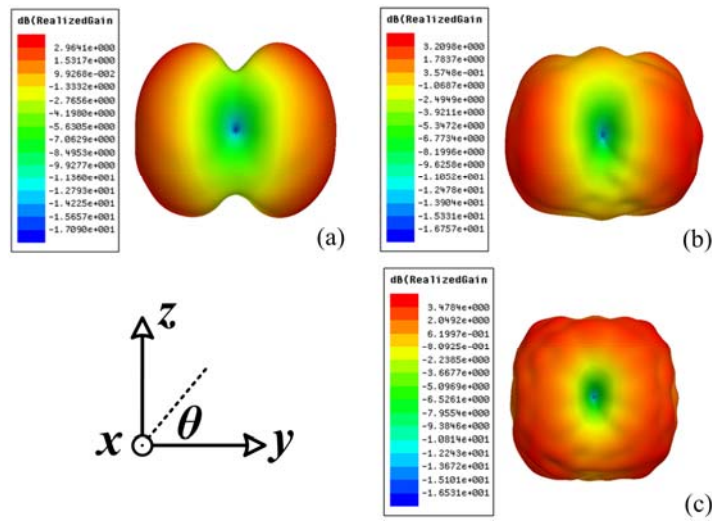 dB(RealizedGain
2.9641e+000
1.5317e+000
9.9268e-002
-1.3332e+000
-2.7656e+000
-4.1980e+000
-5.6305e+000
-7.0629e+000
-8.4953e+000
-9.9277e+000
-1.1360e+001
-1.2793e+001
-1.4225e+001
-1.5657e+001
-1.7090e+001
(a)
dB(RealizedGain
3.2098e+000
1.7837e+000
3.5748e-001
-1.0687e+000
-2.4949e+000
-3.9211e+000
-5.3472e+000
-6.7734e+000
-8.1996e+000
-9.6258e+000
-1.1052e+001
-1.2478e+001
-1.3904e+001
-1.5331e+001
-1.6757e+001
(b)
z
x
θ
y
dB(RealizedGain
3.4784e+000
2.0492e+000
6.1997e-001
-8.0925e-001
-2.2385e+000
-3.6677e+000
-5.0969e+000
-6.5261e+000
-7.9554e+000
-9.3846e+000
-1.0814e+001
-1.2243e+001
-1.3672e+001
-1.5101e+001
-1.6531e+001
(c)